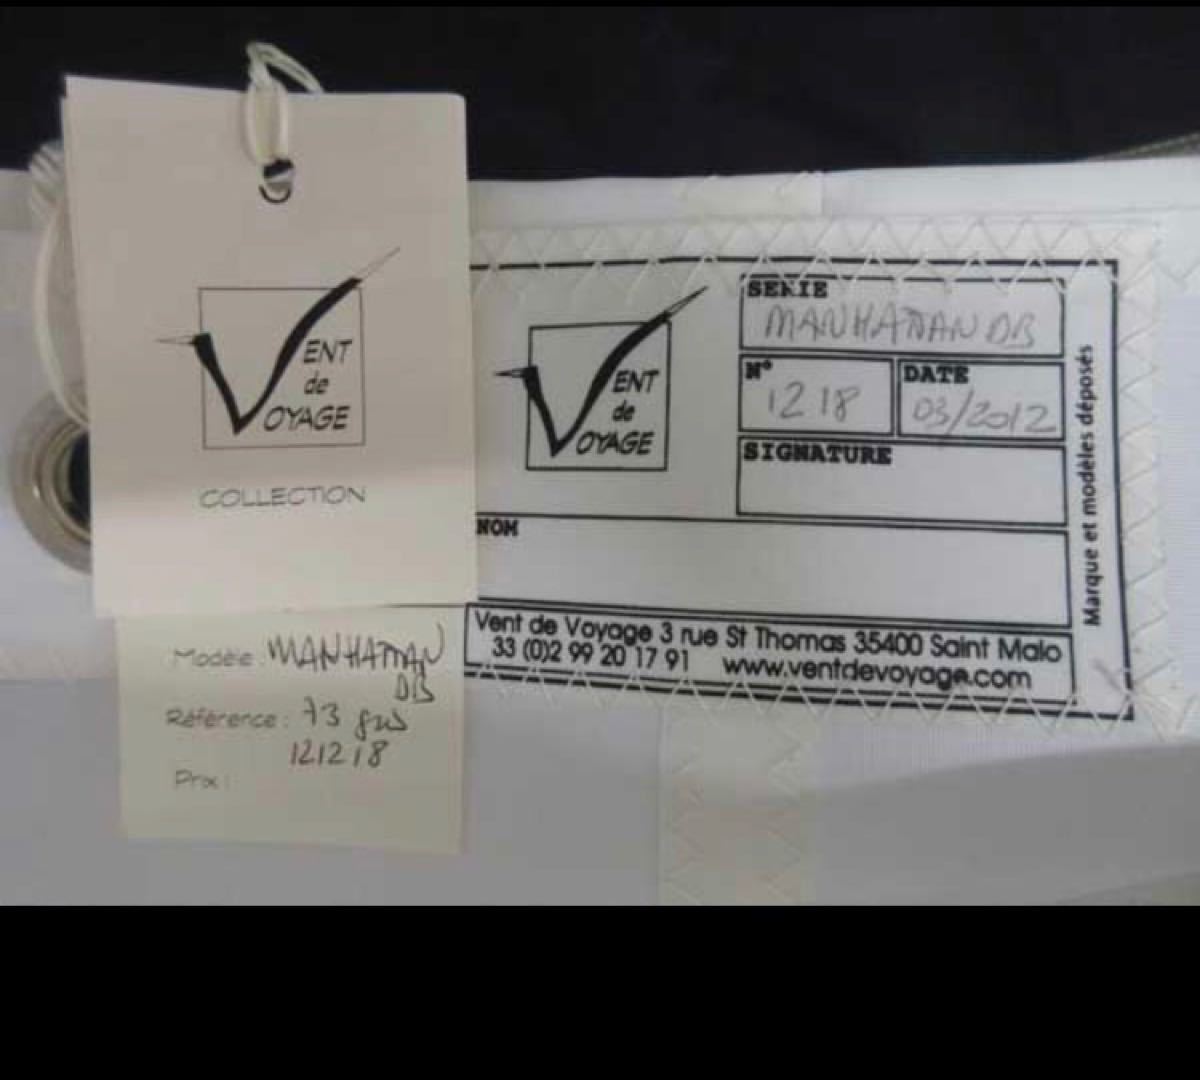 VENT
de
VOYAGE
COLLECTION
Modèle : MANHATTAN
DB
Référence : 73 gris
121218
Prix :
VENT
de
VOYAGE
SERIE
MANHATTAN DB
N°
1218
DATE
03/2012
SIGNATURE
NOM
Vent de Voyage 3 rue St Thomas 35400 Saint Malo
33 (0)2 99 20 17 91 www.ventdevoyage.com
Marque et modèles déposés